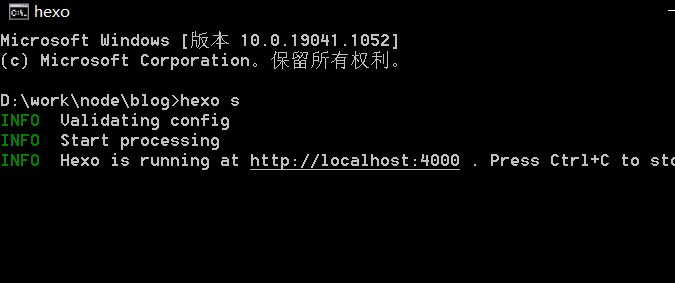 hexo
Microsoft Windows [版本 10.0.19041.1052]
(c) Microsoft Corporation。保留所有权利。
D:\work\node\blog>hexo s
INFO  Validating config
INFO  Start processing
INFO  Hexo is running at http://localhost:4000 . Press Ctrl+C to